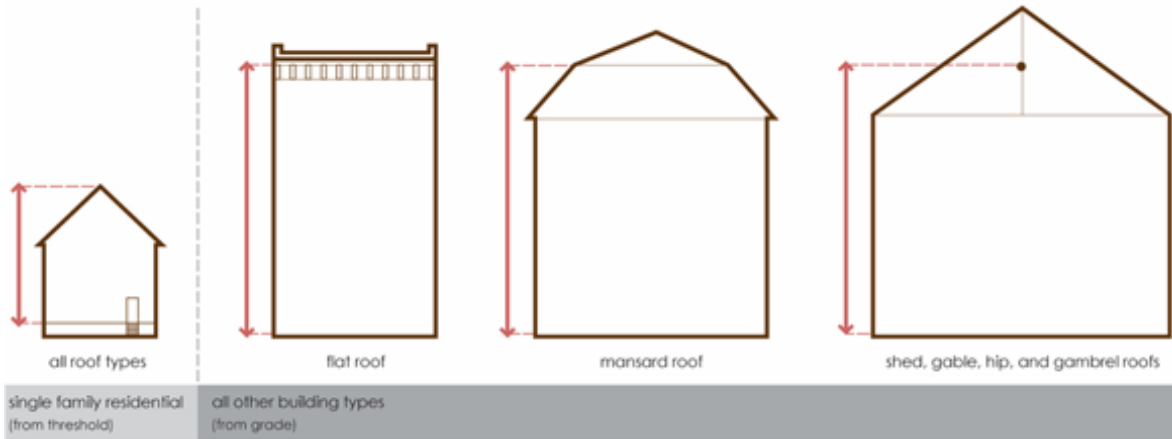 all roof types
flat roof
mansard roof
shed, gable, hip, and gambrel roofs
single family residential
(from threshold)
all other building types
(from grade)